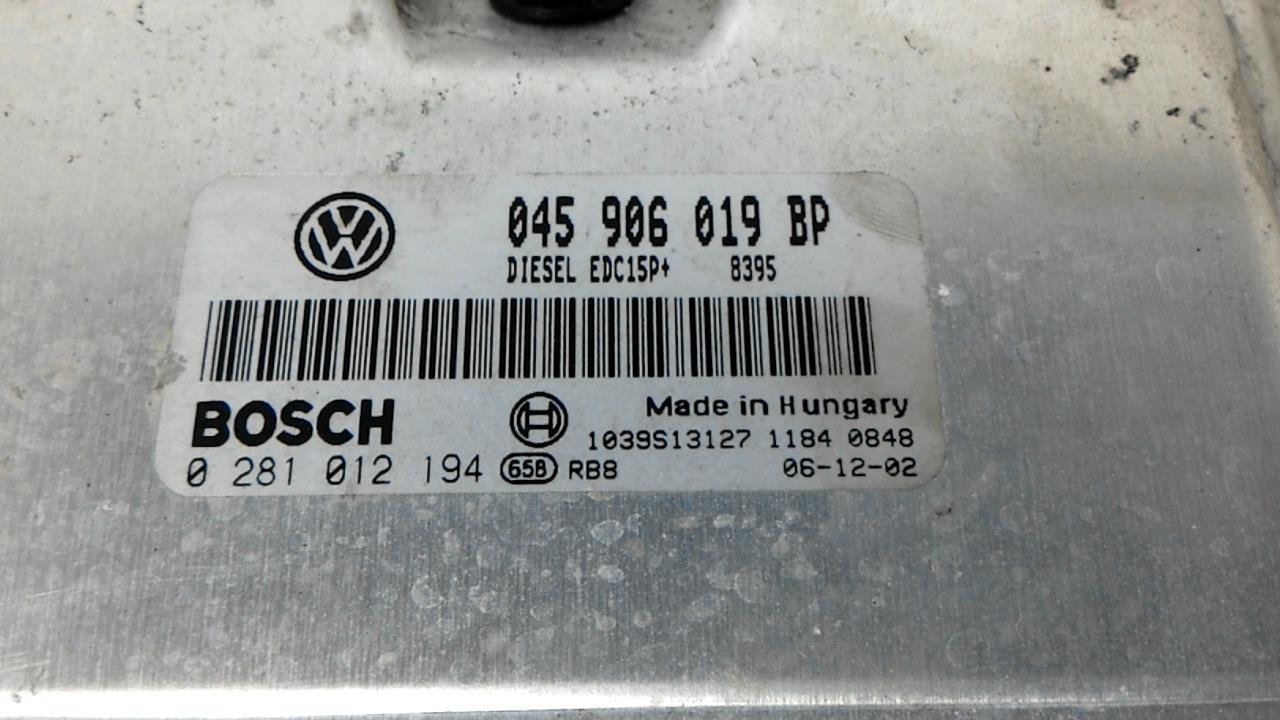 045 906 019 BP
DIESEL EDC15P+ 8395
BOSCH
Made in Hungary
1039S13127 1184 0848
0 281 012 194 65B RB8 06-12-02